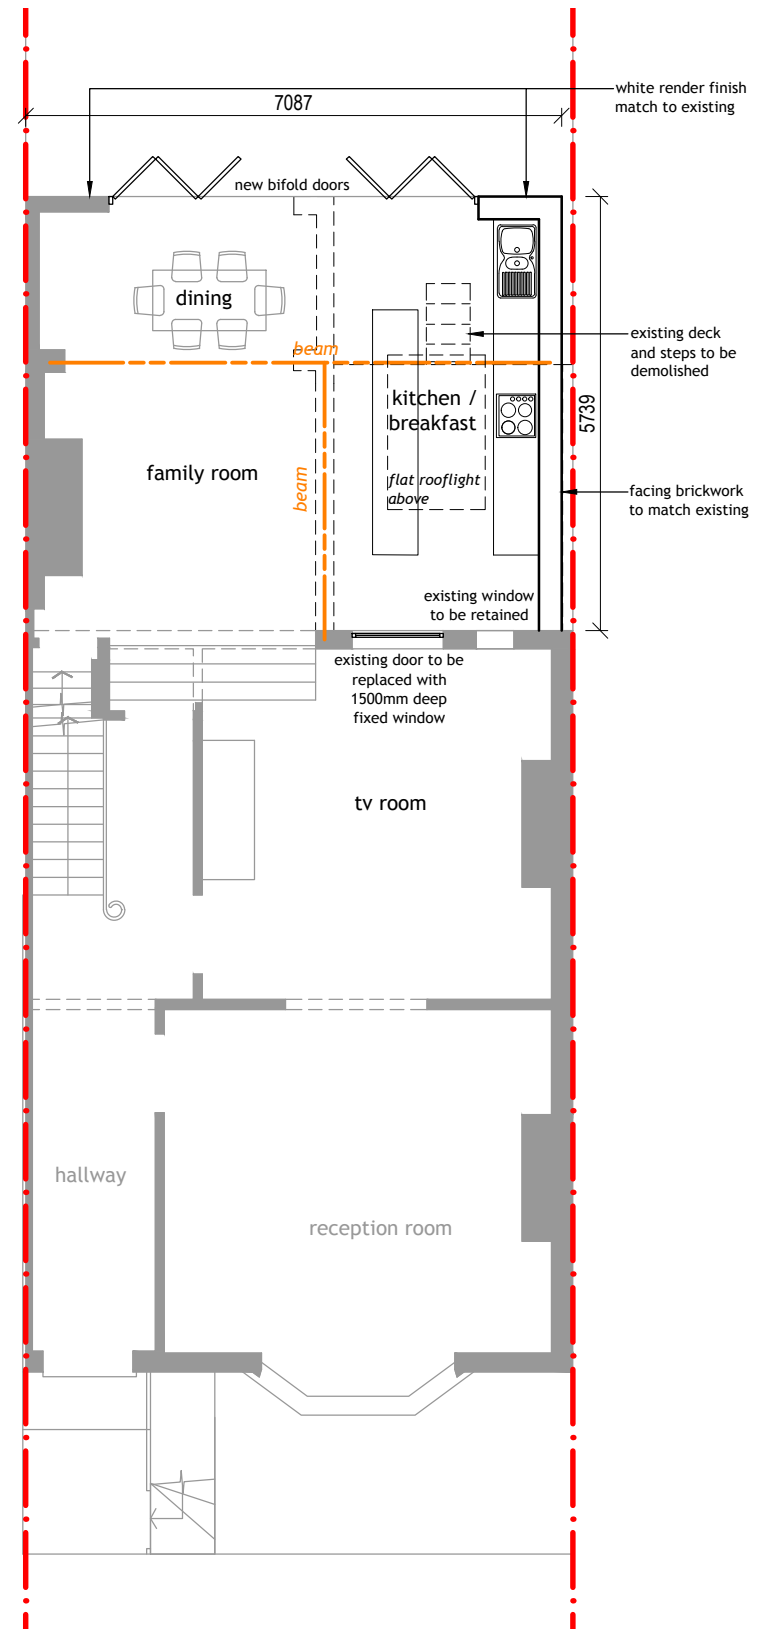 white render finish
match to existing
7087
new bifold doors
dining
existing deck
and steps to be
demolished
beam
kitchen /
breakfast
5739
family room
beam
flat rooflight
above
facing brickwork
to match existing
existing window
to be retained
existing door to be
replaced with
1500mm deep
fixed window
tv room
hallway
reception room